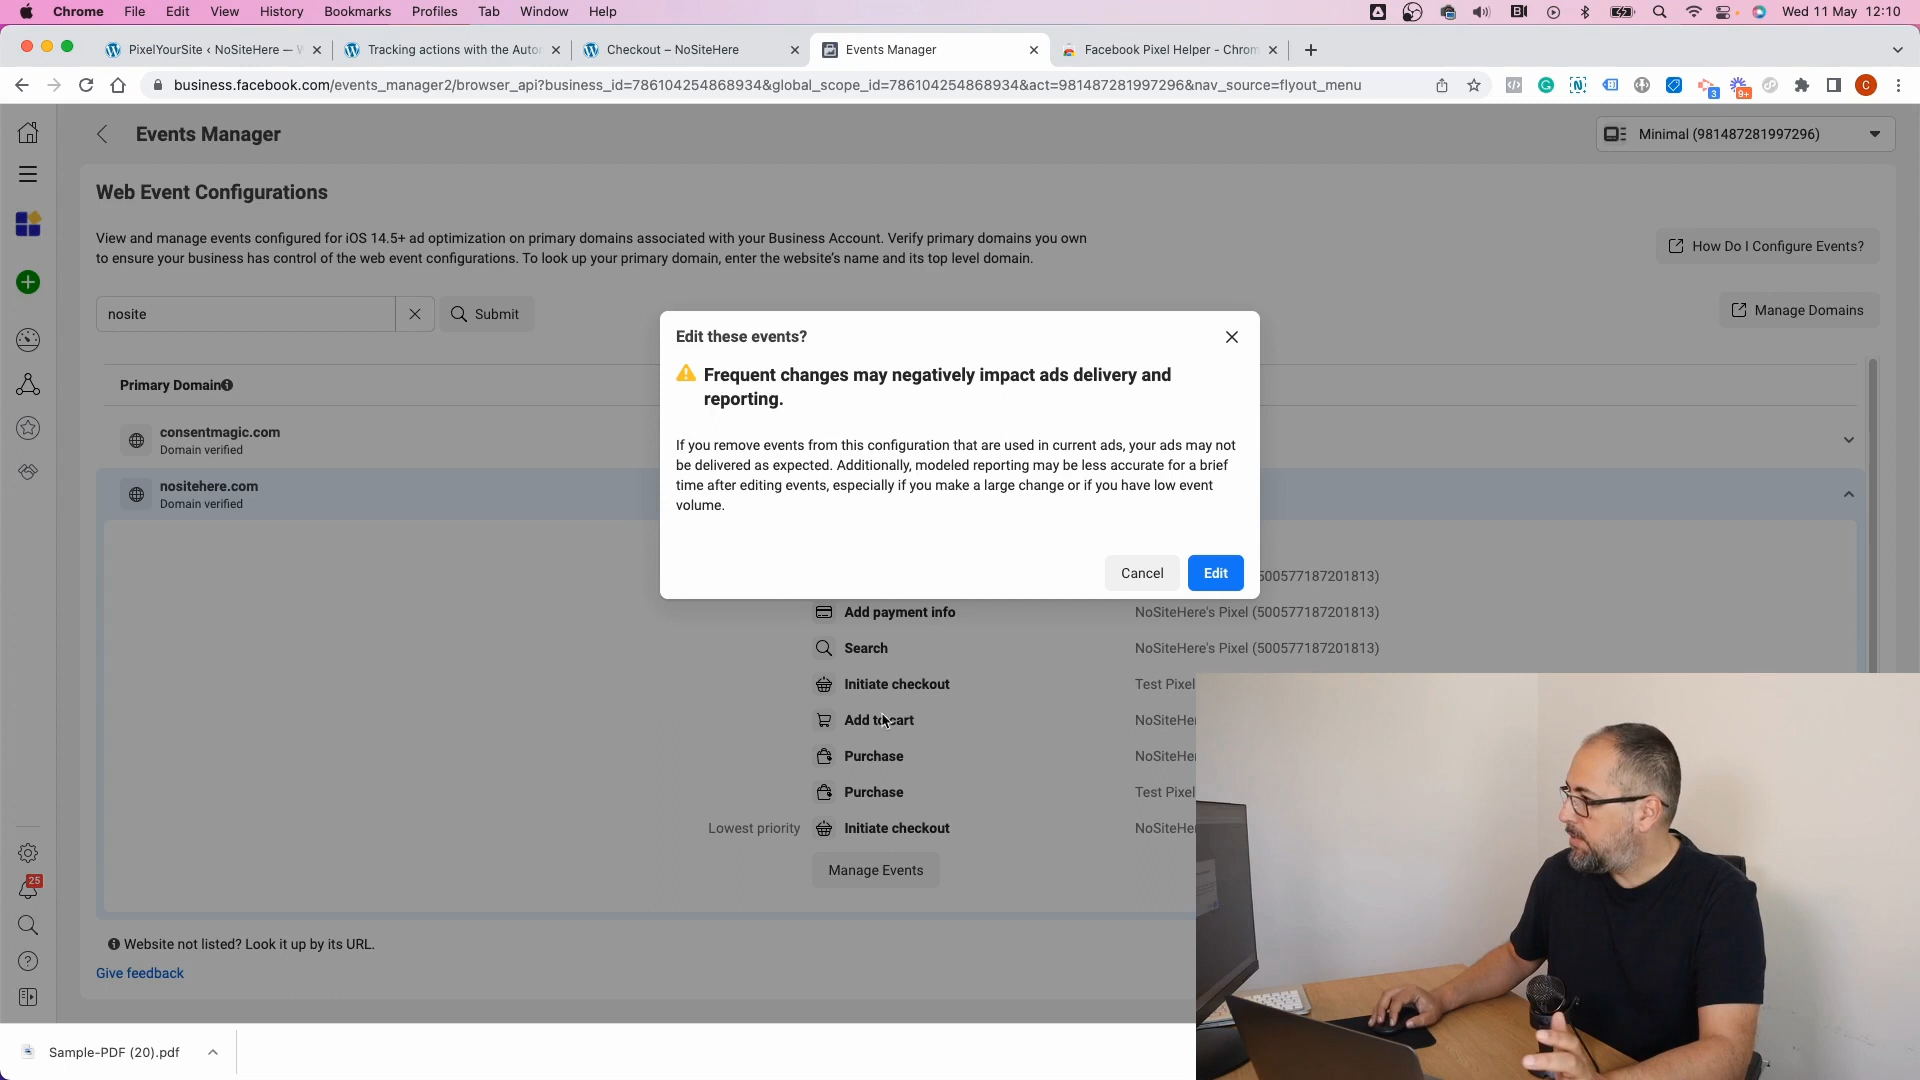 Chrome File Edit View History Bookmarks Profiles Tab Window Help
Wed 11 May 12:10
PixelYourSite ‹ NoSiteHere —
Tracking actions with the Auto
Checkout – NoSiteHere
Events Manager
Facebook Pixel Helper - Chrom
business.facebook.com/events_manager2/browser_api?business_id=786104254868934&global_scope_id=786104254868934&act=981487281997296&nav_source=flyout_menu
3
9+
C
Events Manager
Minimal (981487281997296)
Web Event Configurations
View and manage events configured for iOS 14.5+ ad optimization on primary domains associated with your Business Account. Verify primary domains you own
to ensure your business has control of the web event configurations. To look up your primary domain, enter the website's name and its top level domain.
How Do I Configure Events?
nosite
Submit
Manage Domains
Primary Domain
consentmagic.com
Domain verified
nositehere.com
Domain verified
Edit these events?
Frequent changes may negatively impact ads delivery and
reporting.
If you remove events from this configuration that are used in current ads, your ads may not
be delivered as expected. Additionally, modeled reporting may be less accurate for a brief
time after editing events, especially if you make a large change or if you have low event
volume.
Cancel
Edit
500577187201813)
Add payment info NoSiteHere's Pixel (500577187201813)
Search NoSiteHere's Pixel (500577187201813)
Initiate checkout Test Pixel
Add to cart NoSiteHe
Purchase NoSiteHe
Purchase Test Pixel
Lowest priority Initiate checkout NoSiteHe
Manage Events
25
Website not listed? Look it up by its URL.
Give feedback
Sample-PDF (20).pdf